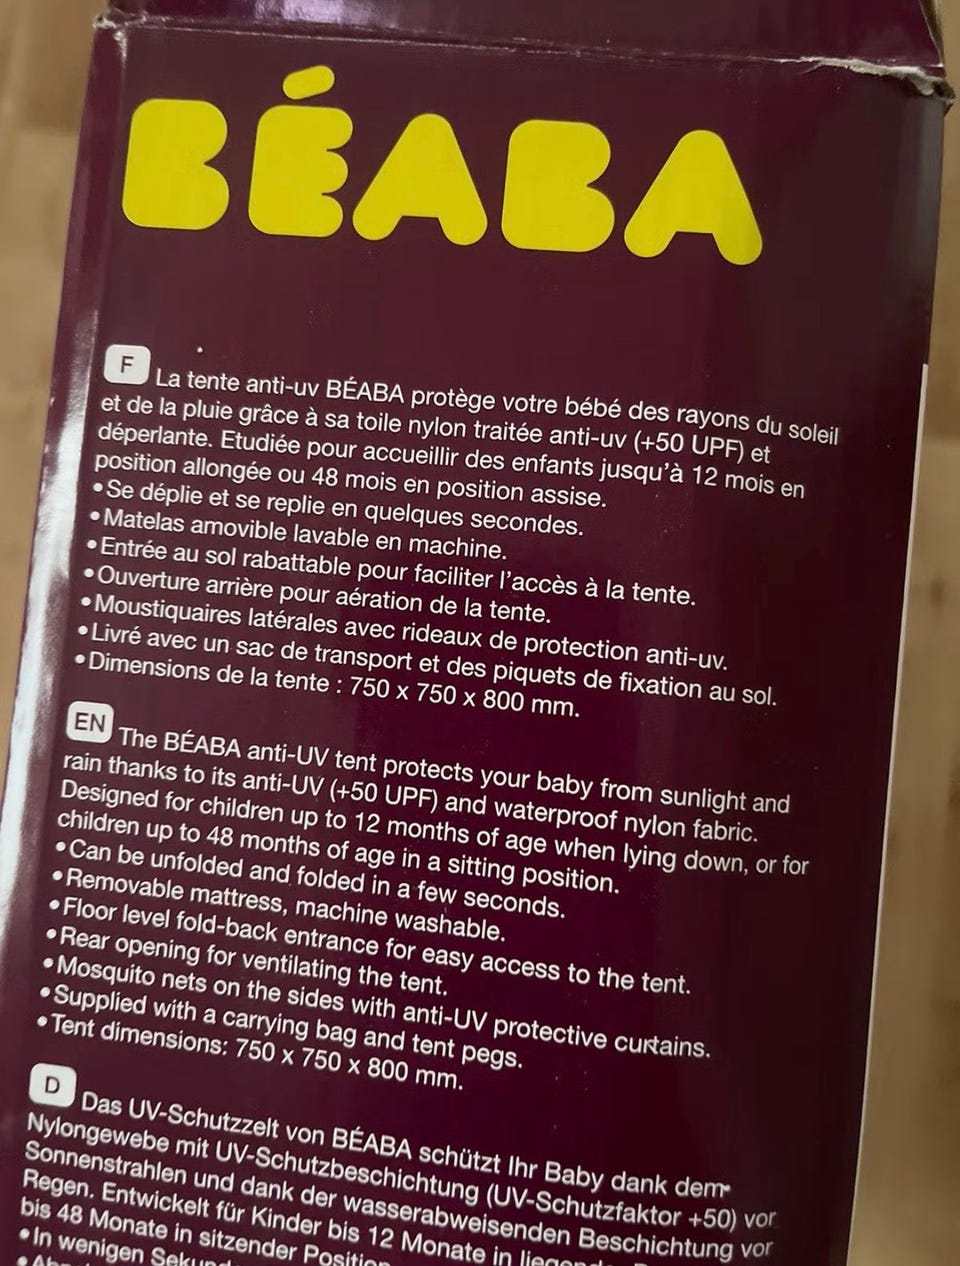 BÉABA
F La tente anti-uv BÉABA protège votre bébé des rayons du soleil
et de la pluie grâce à sa toile nylon traitée anti-uv (+50 UPF) et
déperlante. Etudiée pour accueillir des enfants jusqu'à 12 mois en
position allongée ou 48 mois en position assise.
•Se déplie et se replie en quelques secondes.
•Matelas amovible lavable en machine.
•Entrée au sol rabattable pour faciliter l'accès à la tente.
•Ouverture arrière pour aération de la tente.
•Moustiquaires latérales avec rideaux de protection anti-uv.
•Livré avec un sac de transport et des piquets de fixation au sol.
•Dimensions de la tente : 750 x 750 x 800 mm.
EN The BÉABA anti-UV tent protects your baby from sunlight and
rain thanks to its anti-UV (+50 UPF) and waterproof nylon fabric.
Designed for children up to 12 months of age when lying down, or for
children up to 48 months of age in a sitting position.
•Can be unfolded and folded in a few seconds.
•Removable mattress, machine washable.
•Floor level fold-back entrance for easy access to the tent.
•Rear opening for ventilating the tent.
•Mosquito nets on the sides with anti-UV protective curtains.
•Supplied with a carrying bag and tent pegs.
•Tent dimensions: 750 x 750 x 800 mm.
D Das UV-Schutzzelt von BÉABA schützt Ihr Baby dank dem
Nylongewebe mit UV-Schutzbeschichtung (UV-Schutzfaktor +50) vor
Sonnenstrahlen und dank der wasserabweisenden Beschichtung vor
Regen. Entwickelt für Kinder bis 12 Monate in
bis 48 Monate in sitzender
•In wenigen